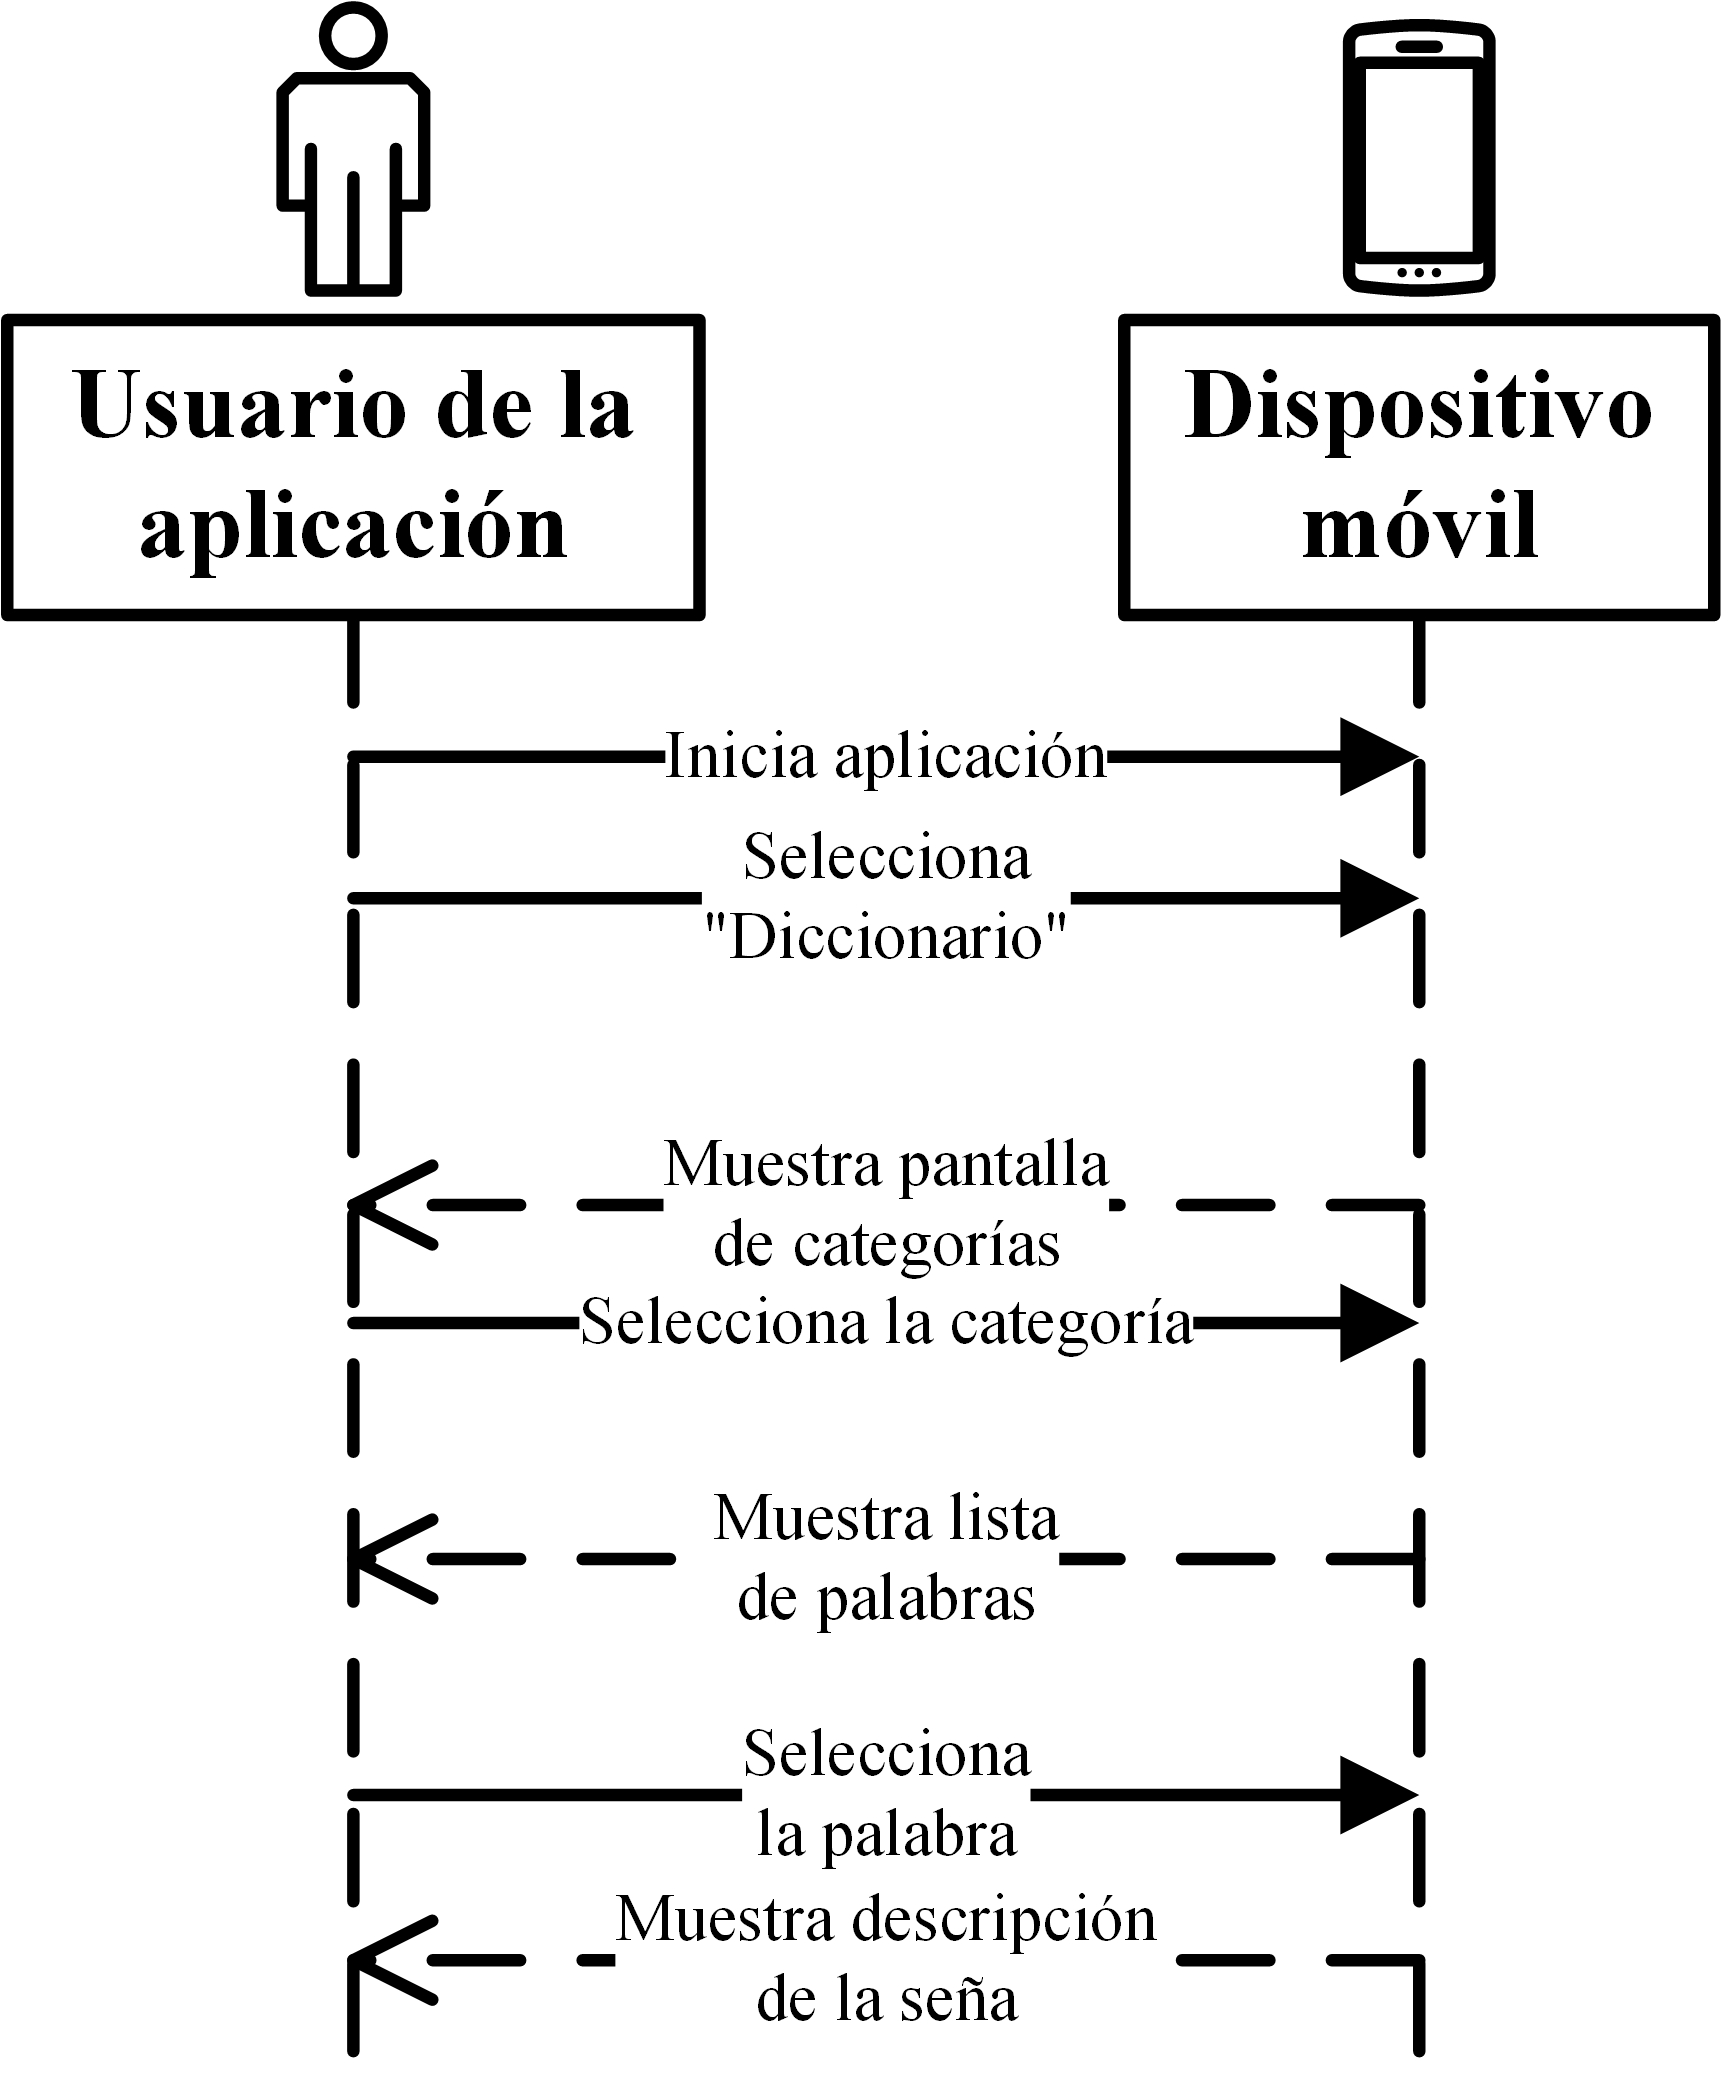 Usuario de la
aplicación
Dispositivo
móvil
Inicia aplicación
Selecciona
"Diccionario"
Muestra pantalla
de categorías
Selecciona la categoría
Muestra lista
de palabras
Selecciona
la palabra
Muestra descripción
de la seña